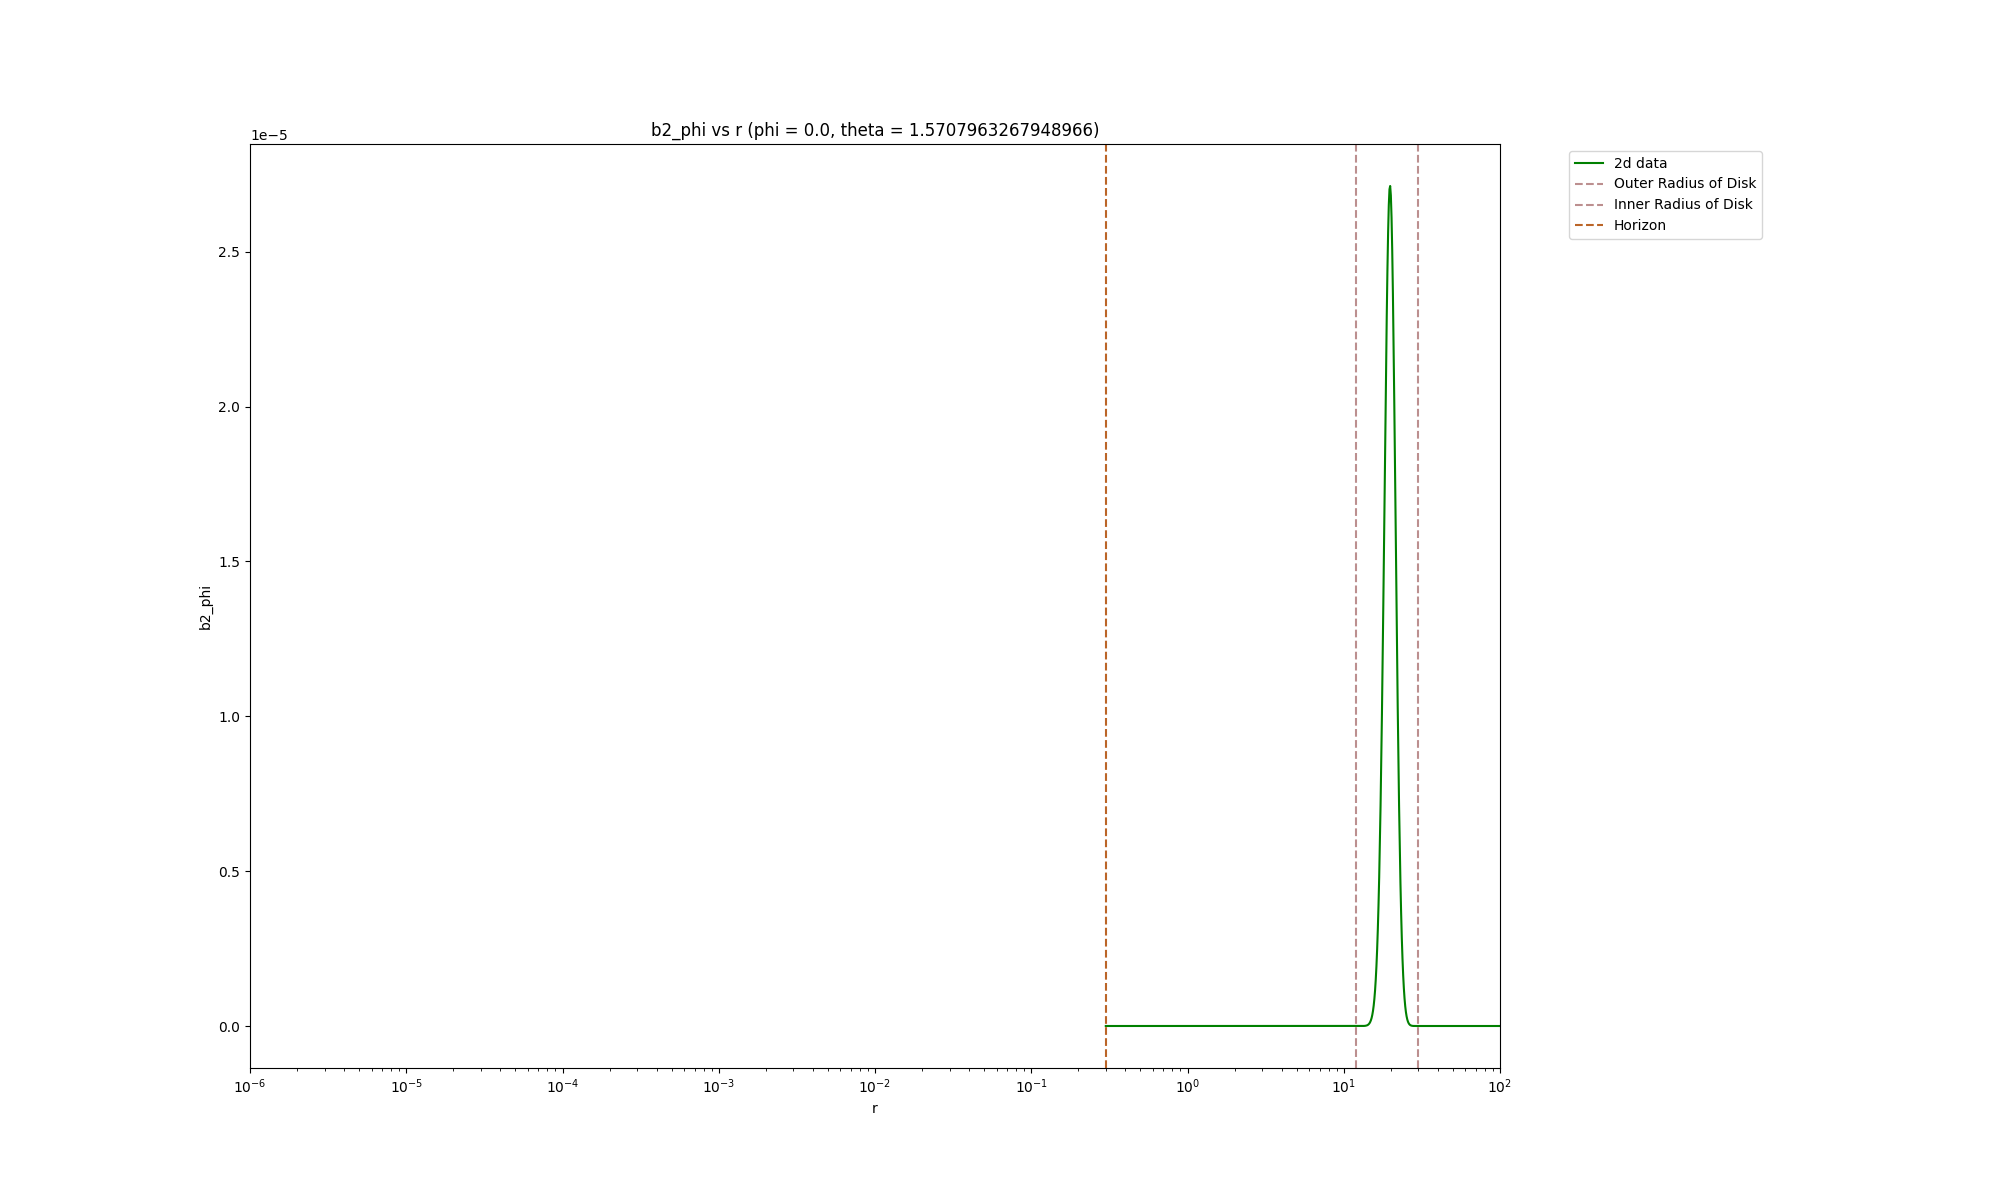 b2_phi vs r (phi = 0.0, theta = 1.5707963267948966)
1e−5
2.5
2.0
1.5
1.0
0.5
0.0
b2_phi
10⁻⁶ 10⁻⁵ 10⁻⁴ 10⁻³ 10⁻² 10⁻¹ 10⁰ 10¹ 10²
r
2d data
Outer Radius of Disk
Inner Radius of Disk
Horizon